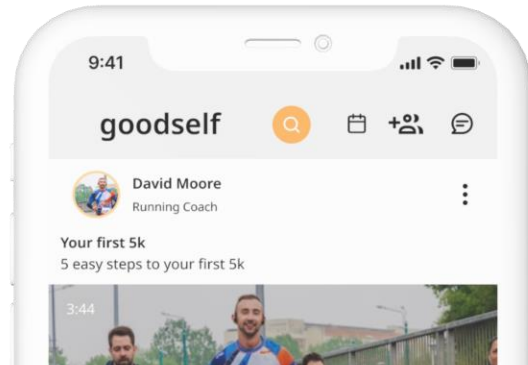 9:41
goodself
David Moore
Running Coach
Your first 5k
5 easy steps to your first 5k
3:44